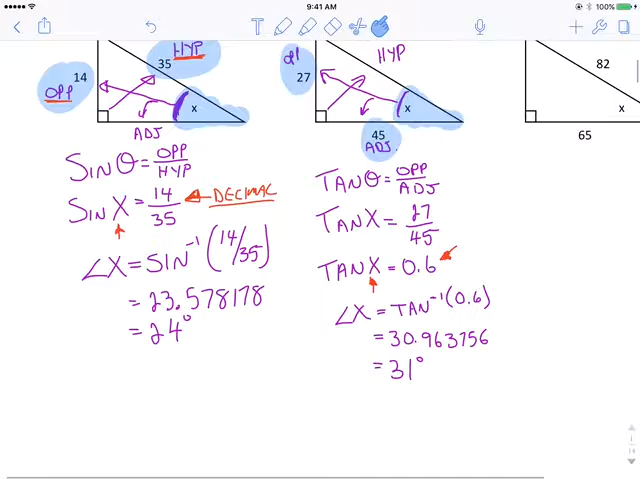 9:41 AM
100%
T
HYP
35
14
OPP
x
ADJ
Sin θ = OPP/HYP
Sin X = 14/35 ← DECIMAL
∠X = SIN⁻¹ (14/35)
= 23.578178
= 24°
HYP
27
x
45
ADJ.
TAN θ = OPP/ADJ
TAN X = 27/45
TAN X = 0.6
∠X = TAN⁻¹ (0.6)
= 30.963756
= 31°
82
65